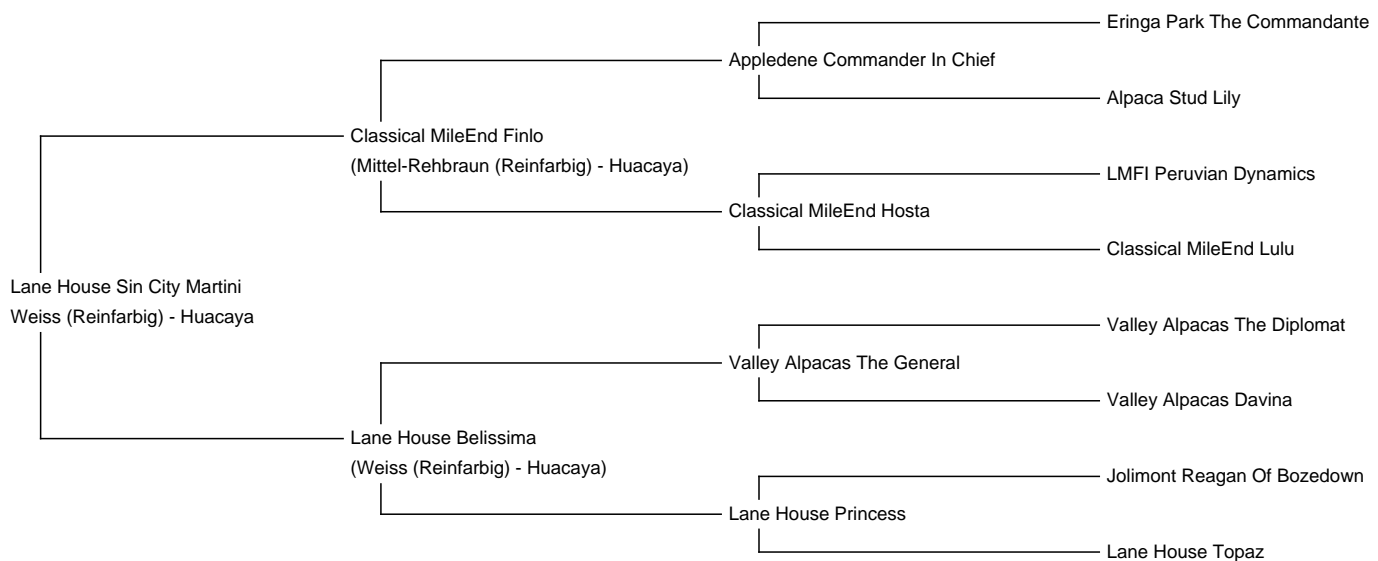 Eringa Park The Commandante
Appledene Commander In Chief
Alpaca Stud Lily
Classical MileEnd Finlo
(Mittel-Rehbraun (Reinfarbig) - Huacaya)
LMFI Peruvian Dynamics
Classical MileEnd Hosta
Classical MileEnd Lulu
Lane House Sin City Martini
Weiss (Reinfarbig) - Huacaya
Valley Alpacas The Diplomat
Valley Alpacas The General
Valley Alpacas Davina
Lane House Belissima
(Weiss (Reinfarbig) - Huacaya)
Jolimont Reagan Of Bozedown
Lane House Princess
Lane House Topaz